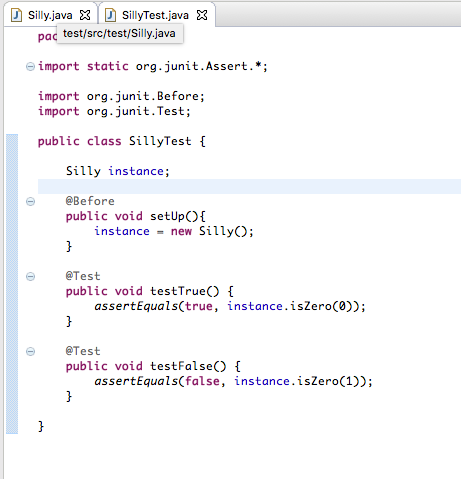 Silly.java SillyTest.java
pac
test/src/test/Silly.java
import static org.junit.Assert.*;
import org.junit.Before;
import org.junit.Test;
public class SillyTest {
Silly instance;
@Before
public void setUp(){
instance = new Silly();
}
@Test
public void testTrue() {
assertEquals(true, instance.isZero(0));
}
@Test
public void testFalse() {
assertEquals(false, instance.isZero(1));
}
}